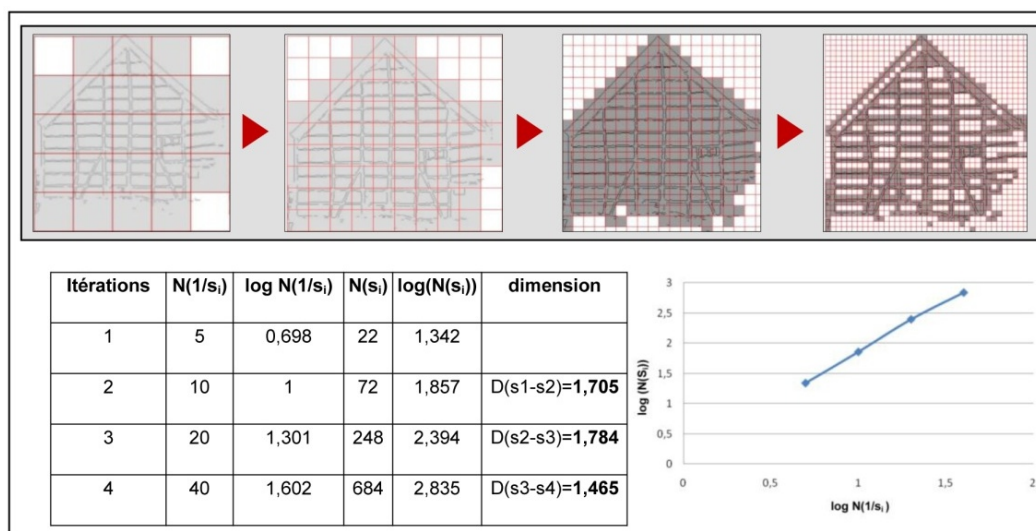 Itérations N(1/sᵢ) log N(1/sᵢ) N(sᵢ) log(N(sᵢ)) dimension
1 5 0,698 22 1,342
2 10 1 72 1,857 D(s1-s2)=1,705
3 20 1,301 248 2,394 D(s2-s3)=1,784
4 40 1,602 684 2,835 D(s3-s4)=1,465
log (N(Sᵢ))
3
2,5
2
1,5
1
0,5
0
0 0,5 1 1,5 2
log N(1/sᵢ)